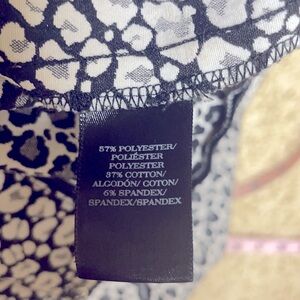 57% POLYESTER/
POLIÉSTER
POLYESTER
37% COTTON/
ALGODÓN/ COTON/
6% SPANDEX/
SPANDEX/SPANDEX